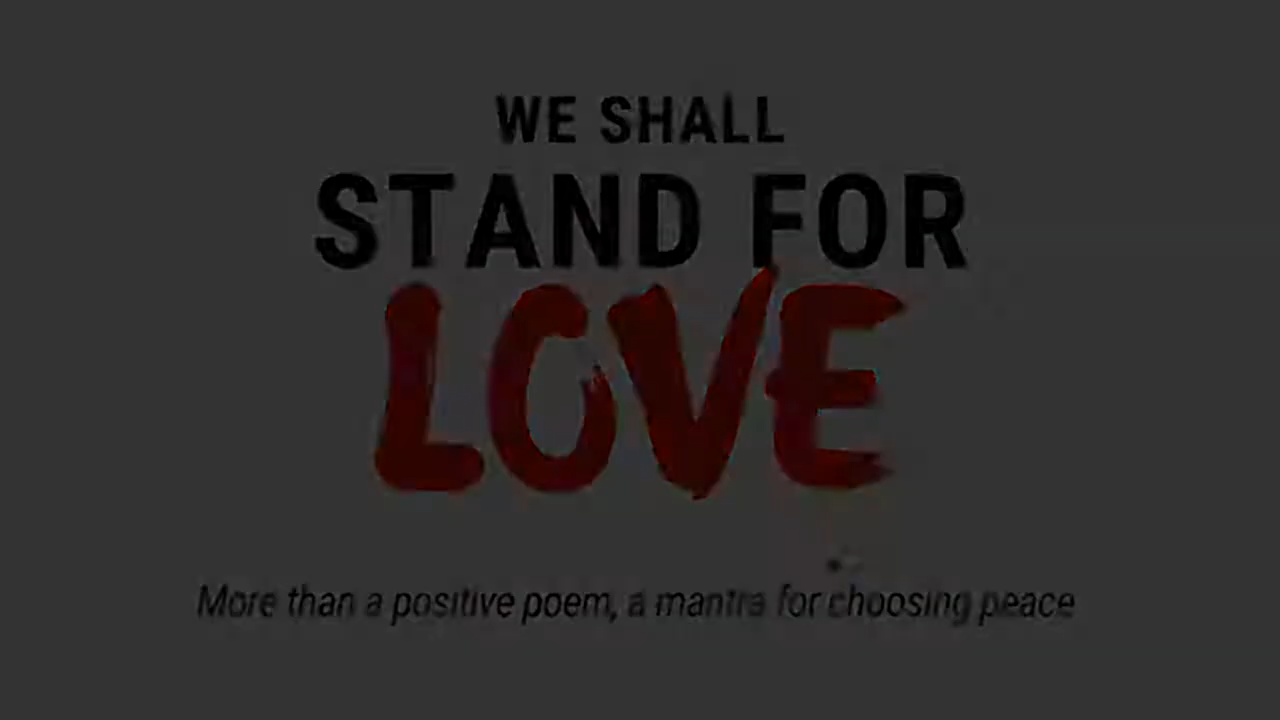 WE SHALL
STAND FOR
LOVE
More than a positive poem, a mantra for choosing peace